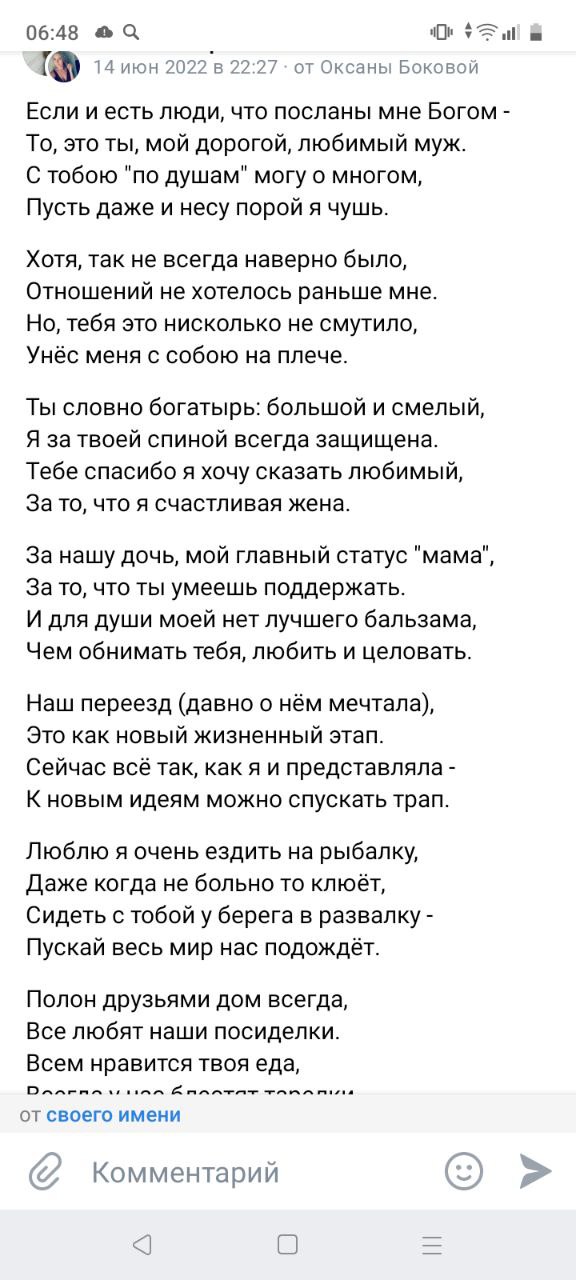 06:48
14 июн 2022 в 22:27 · от Оксаны Боковой
Если и есть люди, что посланы мне Богом -
То, это ты, мой дорогой, любимый муж.
С тобою "по душам" могу о многом,
Пусть даже и несу порой я чушь.
Хотя, так не всегда наверно было,
Отношений не хотелось раньше мне.
Но, тебя это нисколько не смутило,
Унёс меня с собою на плече.
Ты словно богатырь: большой и смелый,
Я за твоей спиной всегда защищена.
Тебе спасибо я хочу сказать любимый,
За то, что я счастливая жена.
За нашу дочь, мой главный статус "мама",
За то, что ты умеешь поддержать.
И для души моей нет лучшего бальзама,
Чем обнимать тебя, любить и целовать.
Наш переезд (давно о нём мечтала),
Это как новый жизненный этап.
Сейчас всё так, как я и представляла -
К новым идеям можно спускать трап.
Люблю я очень ездить на рыбалку,
Даже когда не больно то клюёт,
Сидеть с тобой у берега в развалку -
Пускай весь мир нас подождёт.
Полон друзьями дом всегда,
Все любят наши посиделки.
Всем нравится твоя еда,
Всегда у нас блестят тарелки
от своего имени
Комментарий